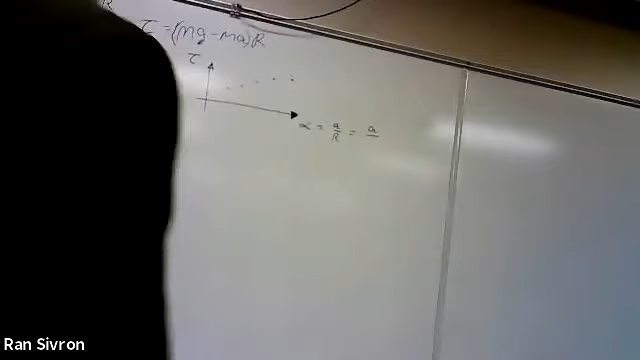 R
τ = (mg - ma)R
τ
α = a/R = a
Ran Sivron